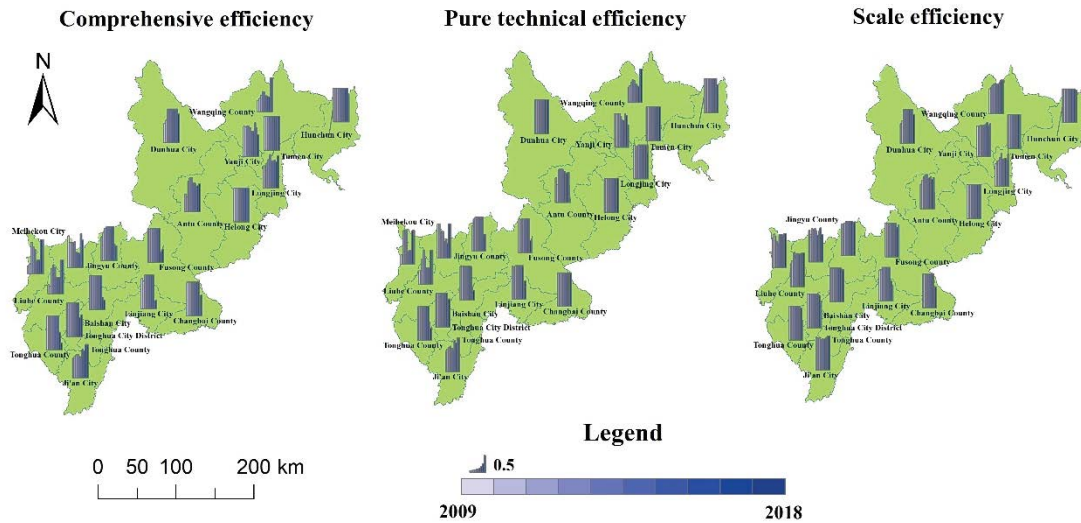 Comprehensive efficiency
N
Wangqing County
Hunchun City
Dunhua City
Yanji City
Tumen City
Longjing City
Antu County
Helong City
Meihekou City
Jingyu County
Fusong County
Liuhe County
Linjiang City
Baishan City
Changbai County
Tonghua City District
Tonghua County
Tonghua County
Ji'an City
Pure technical efficiency
Wangqing County
Hunchun City
Dunhua City
Yanji City
Tumen City
Longjing City
Antu County
Helong City
Meihekou City
Jingyu County
Fusong County
Liuhe County
Linjiang City
Baishan City
Changbai County
Tonghua City District
Tonghua County
Tonghua County
Ji'an City
Scale efficiency
Wangqing County
Hunchun City
Dunhua City
Yanji City
Tumen City
Longjing City
Antu County
Helong City
Jingyu County
Fusong County
Liuhe County
Linjiang City
Baishan City
Changbai County
Tonghua City District
Tonghua County
Tonghua County
Ji'an City
0 50 100 200 km
Legend
0.5
2009 2018